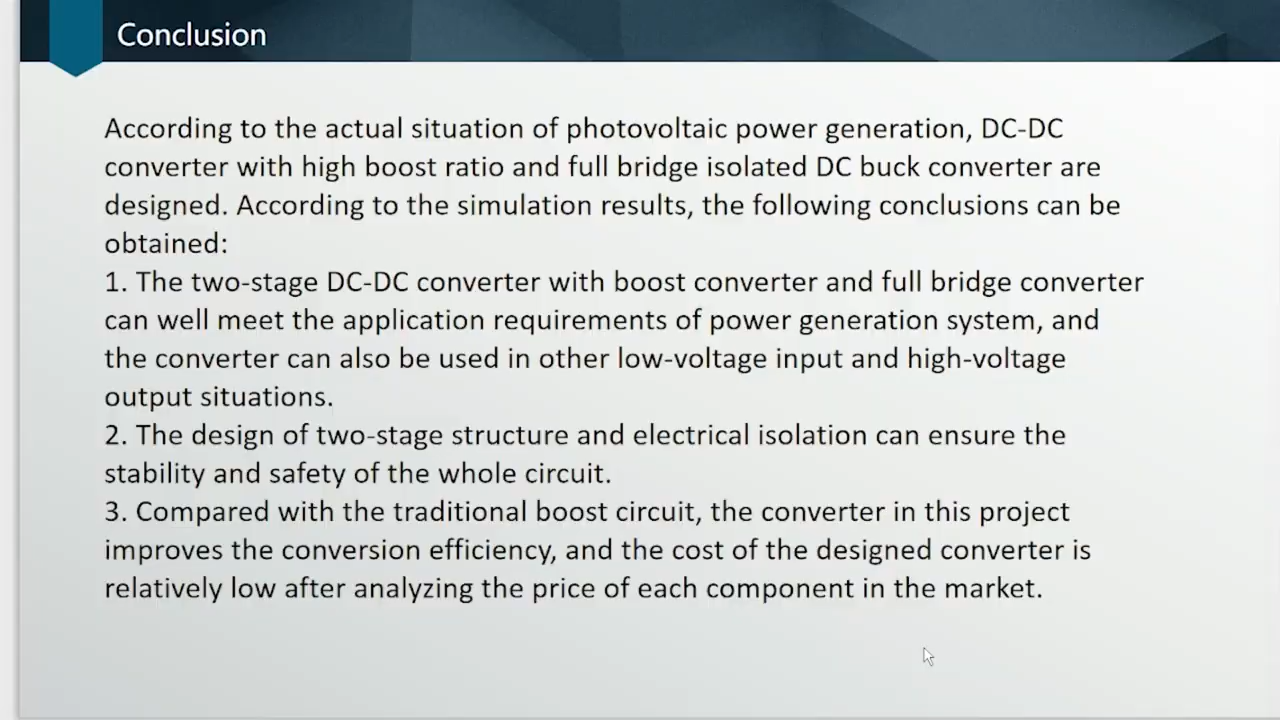 Conclusion
According to the actual situation of photovoltaic power generation, DC-DC
converter with high boost ratio and full bridge isolated DC buck converter are
designed. According to the simulation results, the following conclusions can be
obtained:
1. The two-stage DC-DC converter with boost converter and full bridge converter
can well meet the application requirements of power generation system, and
the converter can also be used in other low-voltage input and high-voltage
output situations.
2. The design of two-stage structure and electrical isolation can ensure the
stability and safety of the whole circuit.
3. Compared with the traditional boost circuit, the converter in this project
improves the conversion efficiency, and the cost of the designed converter is
relatively low after analyzing the price of each component in the market.